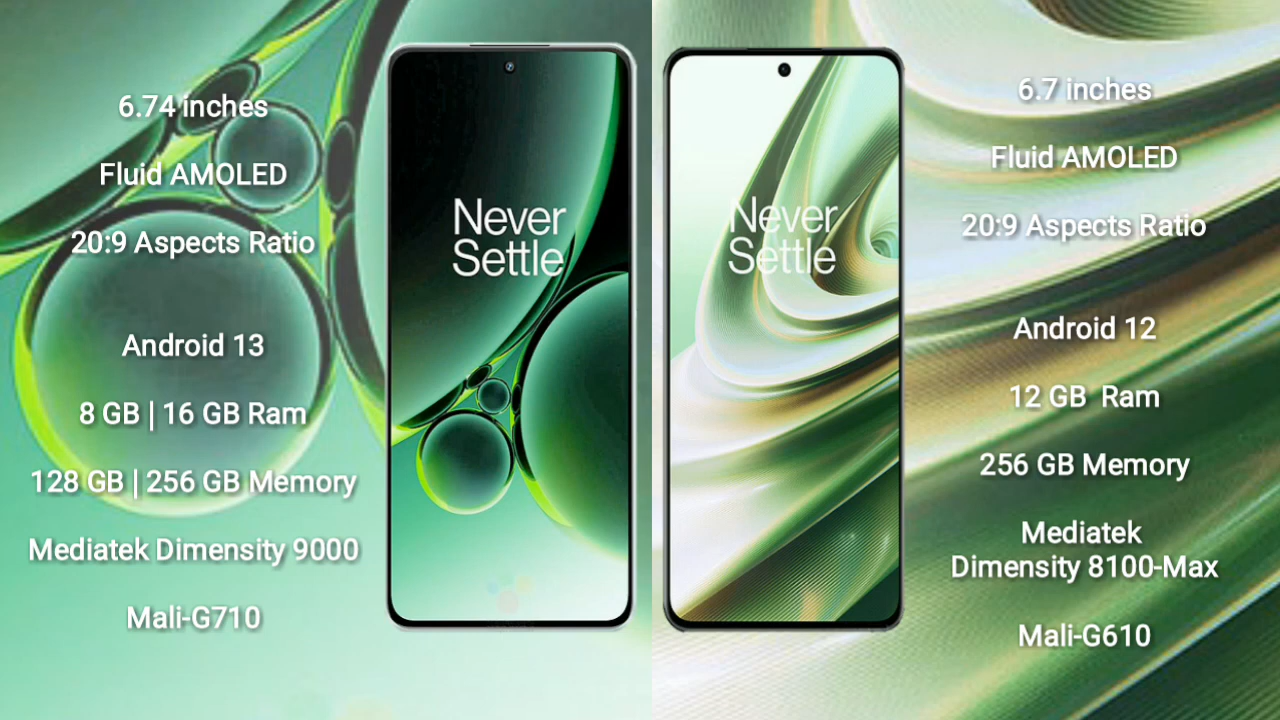 6.74 inches
Fluid AMOLED
20:9 Aspects Ratio
Android 13
8 GB | 16 GB Ram
128 GB | 256 GB Memory
Mediatek Dimensity 9000
Mali-G710
Never
Settle
Never
Settle
6.7 inches
Fluid AMOLED
20:9 Aspects Ratio
Android 12
12 GB  Ram
256 GB Memory
Mediatek
Dimensity 8100-Max
Mali-G610